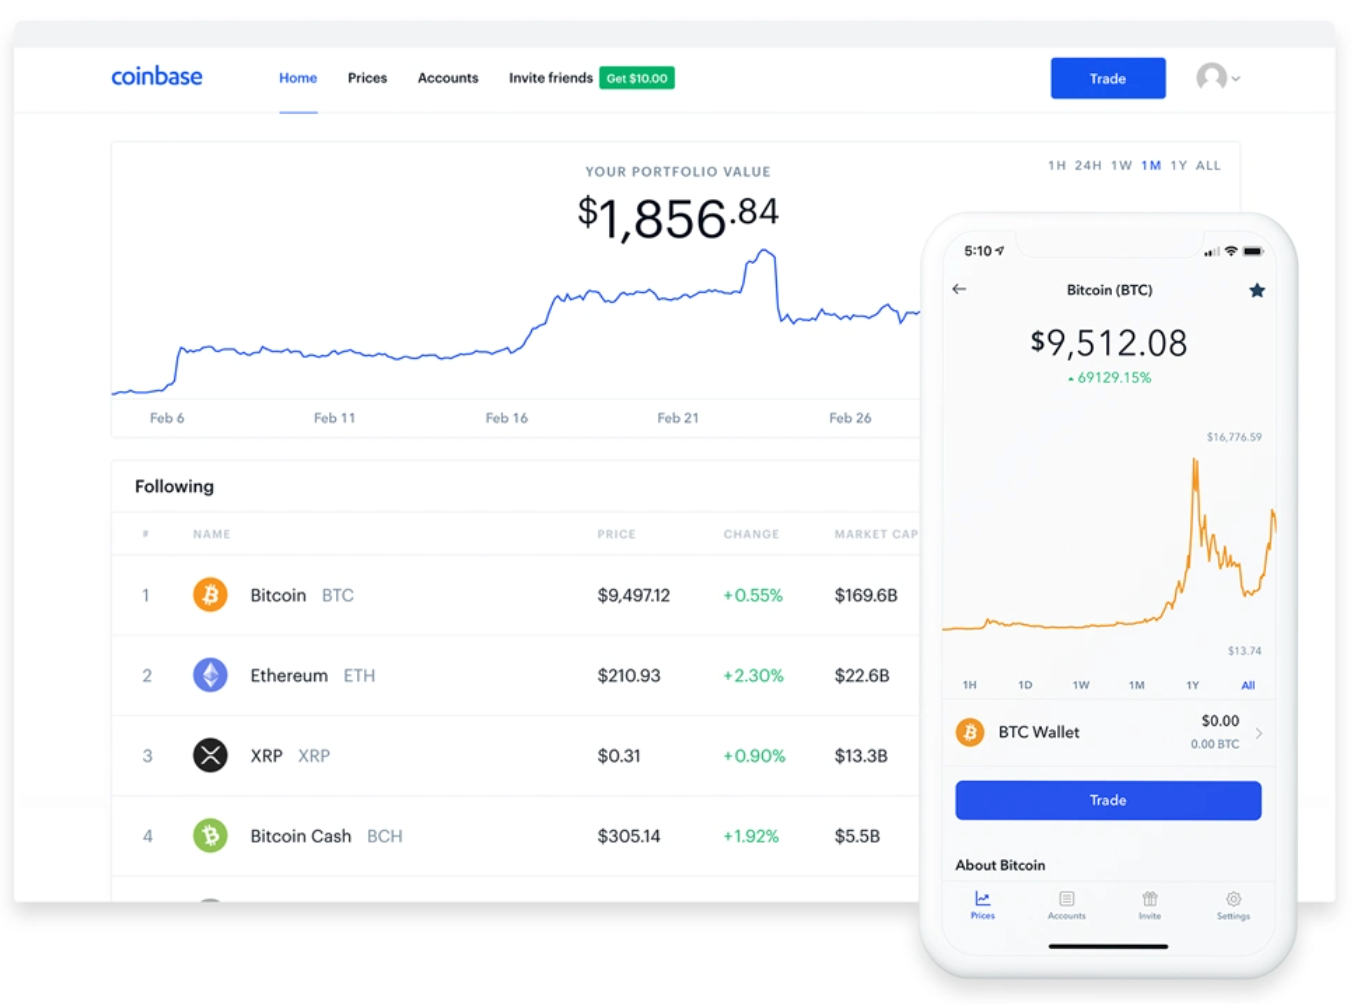 coinbase Home Prices Accounts Invite friends Get $10.00 Trade
YOUR PORTFOLIO VALUE
1H 24H 1W 1M 1Y ALL
$1,856.84
Feb 6 Feb 11 Feb 16 Feb 21 Feb 26
Following
# NAME PRICE CHANGE MARKET CAP
1 Bitcoin BTC $9,497.12 +0.55% $169.6B
2 Ethereum ETH $210.93 +2.30% $22.6B
3 XRP XRP $0.31 +0.90% $13.3B
4 Bitcoin Cash BCH $305.14 +1.92% $5.5B
5:10
Bitcoin (BTC)
$9,512.08
69129.15%
$16,776.59
$13.74
1H 1D 1W 1M 1Y All
BTC Wallet $0.00
0.00 BTC
Trade
About Bitcoin
Prices Accounts Invite Settings